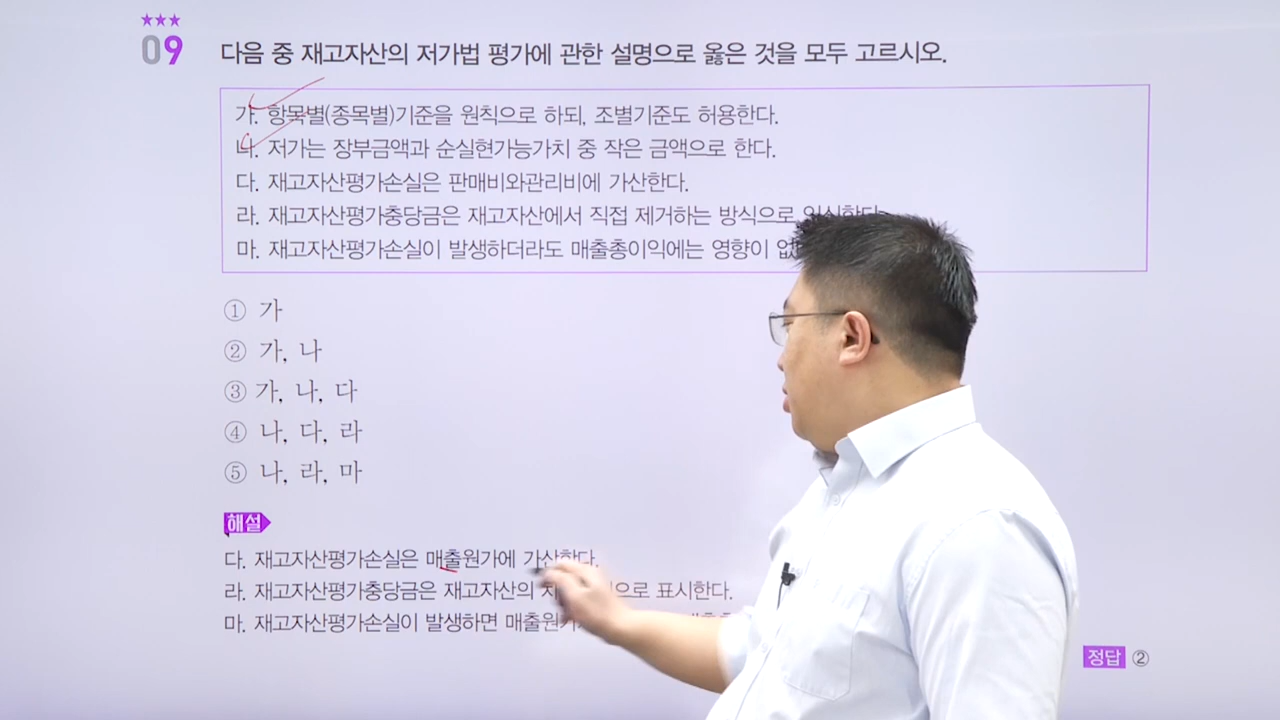 ★★★
09 다음 중 재고자산의 저가법 평가에 관한 설명으로 옳은 것을 모두 고르시오.
가. 항목별(종목별)기준을 원칙으로 하되, 조별기준도 허용한다.
나. 저가는 장부금액과 순실현가능가치 중 작은 금액으로 한다.
다. 재고자산평가손실은 판매비와관리비에 가산한다.
라. 재고자산평가충당금은 재고자산에서 직접 제거하는 방식으로
마. 재고자산평가손실이 발생하더라도 매출총이익에는 영향이
① 가
② 가, 나
③ 가, 나, 다
④ 나, 다, 라
⑤ 나, 라, 마
해설
다. 재고자산평가손실은 매출원가에 가산한다.
라. 재고자산평가충당금은 재고자산의 표시한다.
마. 재고자산평가손실이 발생하면
정답 ②